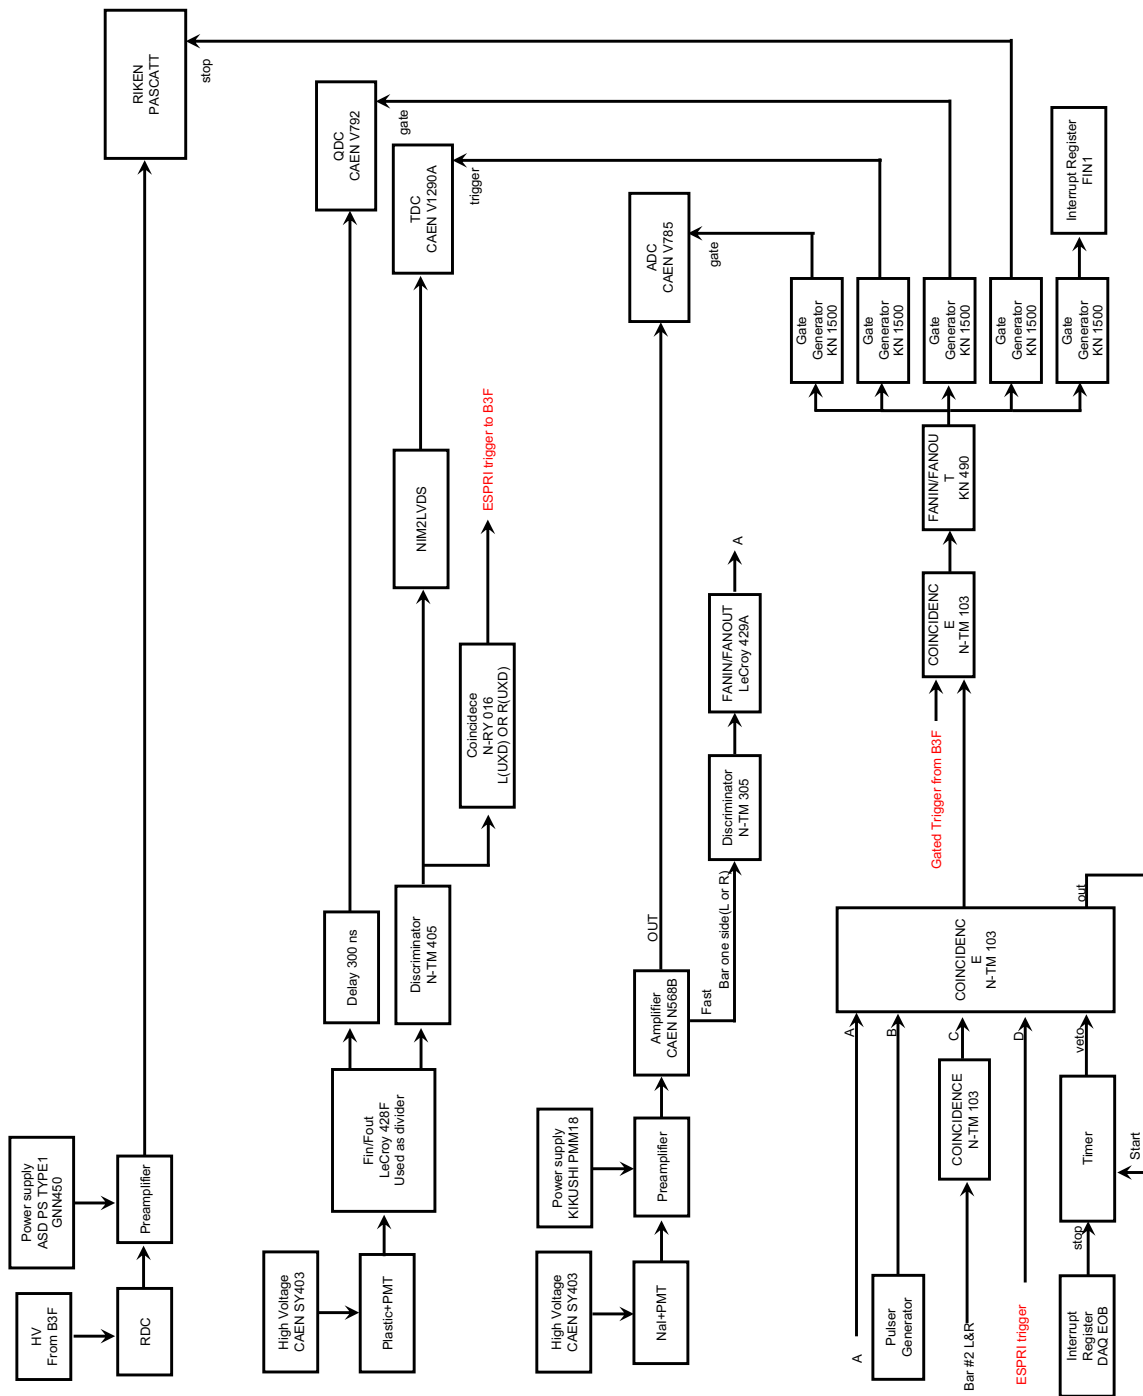 HV
From B3F
RDC
Power supply
ASD PS TYPE1
GNN450
Preamplifier
RIKEN
PASCATT
stop
High Voltage
CAEN SY403
Plastic+PMT
Fin/Fout
LeCroy 428F
Used as divider
Delay 300 ns
QDC
CAEN V792
gate
Discriminator
N-TM 405
NIM2LVDS
TDC
CAEN V1290A
trigger
Coincidece
N-RY 016
L(UXD) OR R(UXD)
ESPRI trigger to B3F
High Voltage
CAEN SY403
NaI+PMT
Power supply
KIKUSHI PMM18
Preamplifier
Amplifier
CAEN N568B
OUT
Fast
Bar one side(L or R)
ADC
CAEN V785
gate
Discriminator
N-TM 305
FANIN/FANOUT
LeCroy 429A
A
A
Pulser
Generator
Bar #2 L&R
COINCIDENCE
N-TM 103
ESPRI trigger
Interrupt
Register
DAQ EOB
stop
Timer
Start
A
B
C
D
veto
COINCIDENC
E
N-TM 103
out
Gated Trigger from B3F
COINCIDENC
E
N-TM 103
FANIN/FANOU
T
KN 490
Gate
Generator
KN 1500
Gate
Generator
KN 1500
Gate
Generator
KN 1500
Gate
Generator
KN 1500
Gate
Generator
KN 1500
Interrupt Register
FIN1